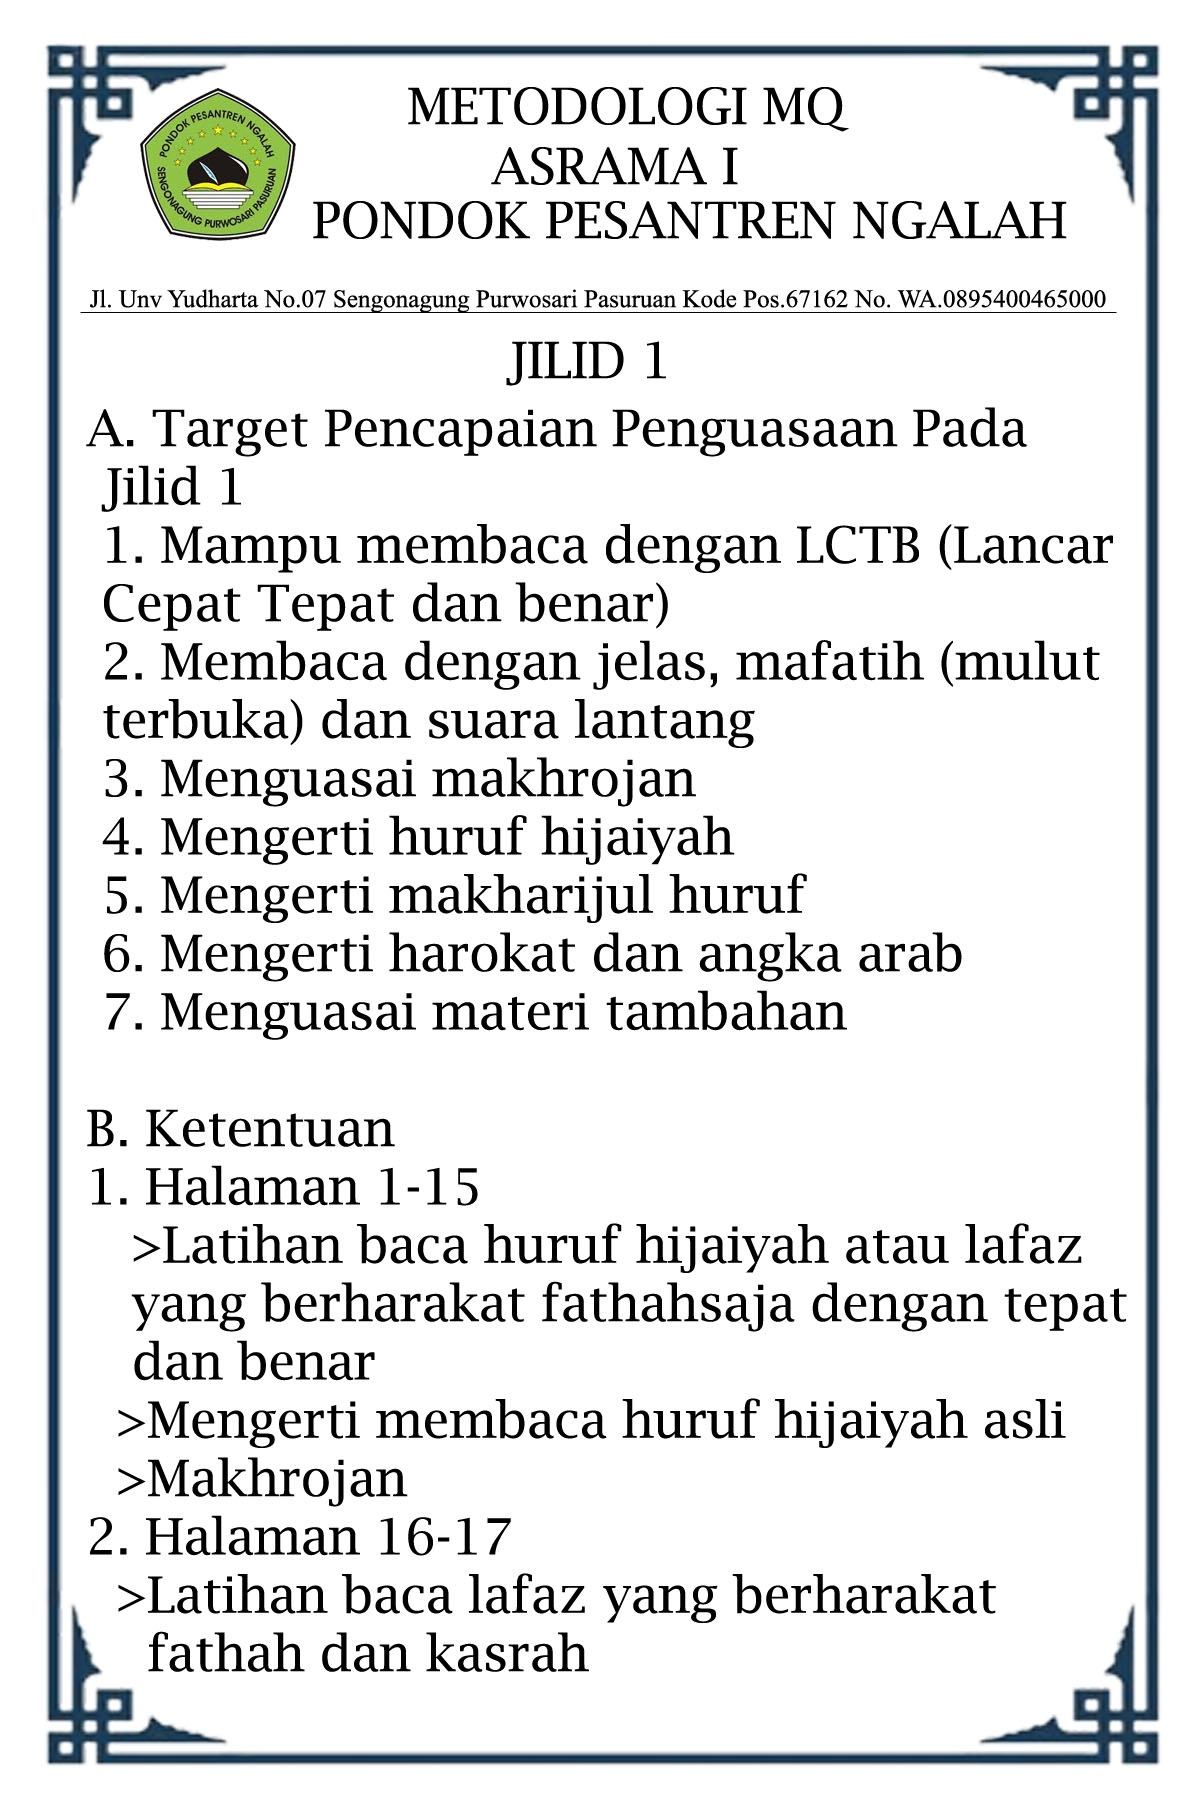 METODOLOGI MQ
ASRAMA I
PONDOK PESANTREN NGALAH
PONDOK PESANTREN NGALAH
SENGONAGUNG PURWOSARI PASURUAN
Jl. Unv Yudharta No.07 Sengonagung Purwosari Pasuruan Kode Pos.67162 No. WA.0895400465000
JILID 1
A. Target Pencapaian Penguasaan Pada
Jilid 1
1. Mampu membaca dengan LCTB (Lancar
Cepat Tepat dan benar)
2. Membaca dengan jelas, mafatih (mulut
terbuka) dan suara lantang
3. Menguasai makhrojan
4. Mengerti huruf hijaiyah
5. Mengerti makharijul huruf
6. Mengerti harokat dan angka arab
7. Menguasai materi tambahan
B. Ketentuan
1. Halaman 1-15
>Latihan baca huruf hijaiyah atau lafaz
yang berharakat fathahsaja dengan tepat
dan benar
>Mengerti membaca huruf hijaiyah asli
>Makhrojan
2. Halaman 16-17
>Latihan baca lafaz yang berharakat
fathah dan kasrah